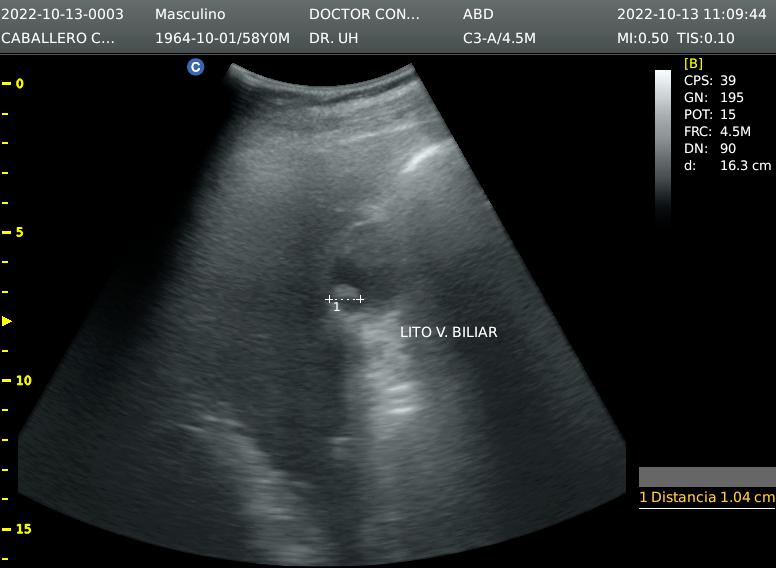 2022-10-13-0003 Masculino DOCTOR CON... ABD 2022-10-13 11:09:44
CABALLERO C... 1964-10-01/58Y0M DR. UH C3-A/4.5M MI:0.50 TIS:0.10
C
[B]
CPS: 39
GN: 195
POT: 15
FRC: 4.5M
DN: 90
d: 16.3 cm
0
5
10
15
1
LITO V. BILIAR
1 Distancia 1.04 cm